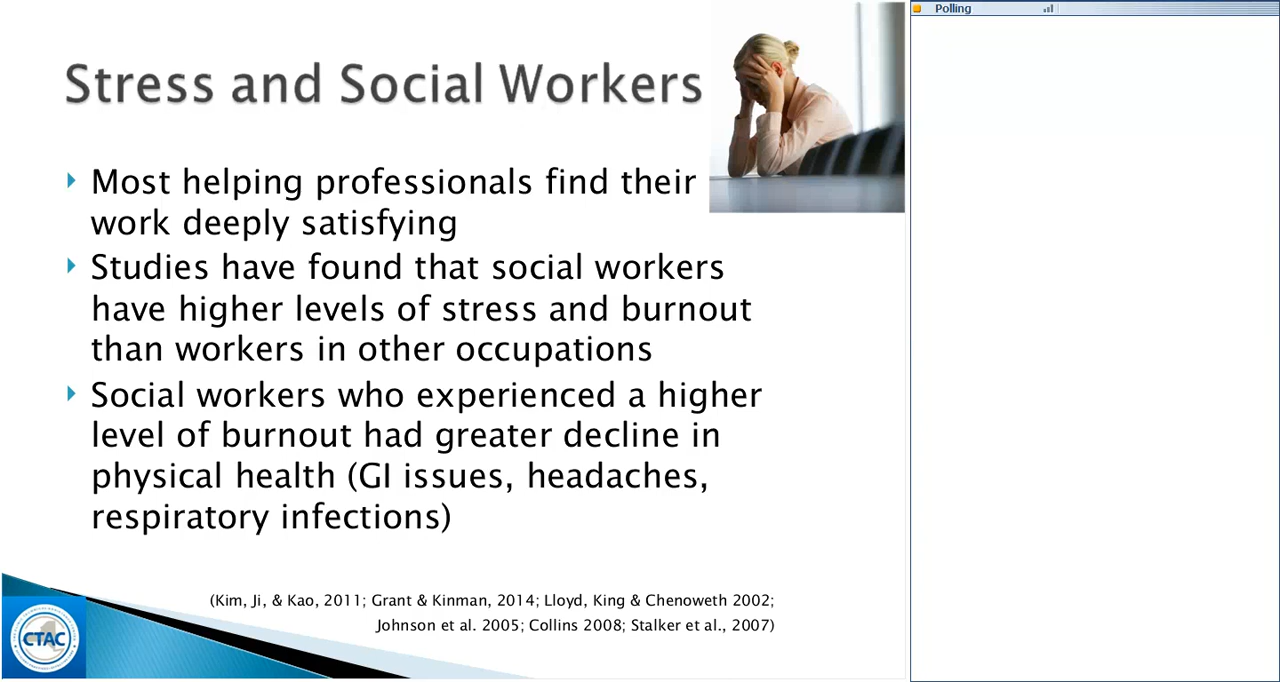 Polling
Stress and Social Workers
Most helping professionals find their
work deeply satisfying
Studies have found that social workers
have higher levels of stress and burnout
than workers in other occupations
Social workers who experienced a higher
level of burnout had greater decline in
physical health (GI issues, headaches,
respiratory infections)
(Kim, Ji, & Kao, 2011; Grant & Kinman, 2014; Lloyd, King & Chenoweth 2002;
Johnson et al. 2005; Collins 2008; Stalker et al., 2007)
CTAC